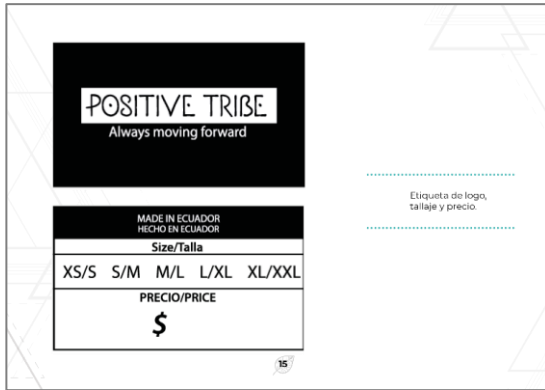 POSITIVE TRIBE
Always moving forward
MADE IN ECUADOR
HECHO EN ECUADOR
Size/Talla
XS/S S/M M/L L/XL XL/XXL
PRECIO/PRICE
$
Etiqueta de logo,
tallaje y precio.
15